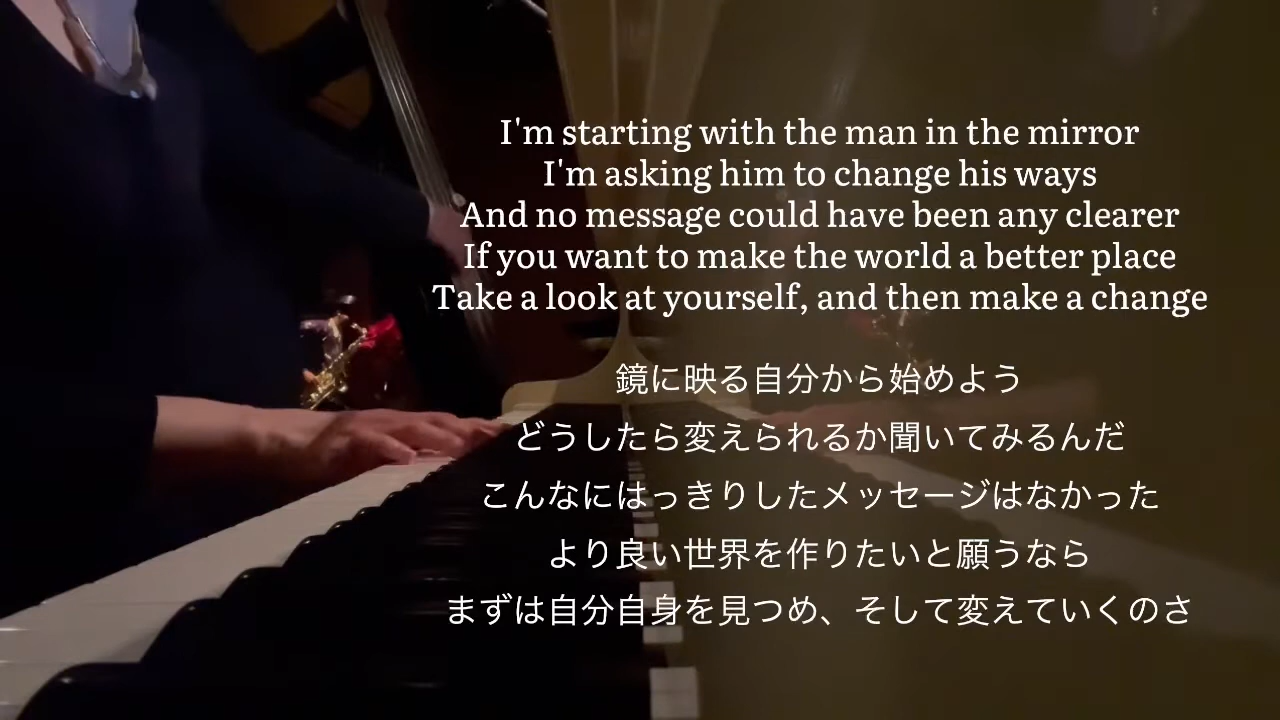 I'm starting with the man in the mirror
I'm asking him to change his ways
And no message could have been any clearer
If you want to make the world a better place
Take a look at yourself, and then make a change
鏡に映る自分から始めよう
どうしたら変えられるか聞いてみるんだ
こんなにはっきりしたメッセージはなかった
より良い世界を作りたいと願うなら
まずは自分自身を見つめ、そして変えていくのさ